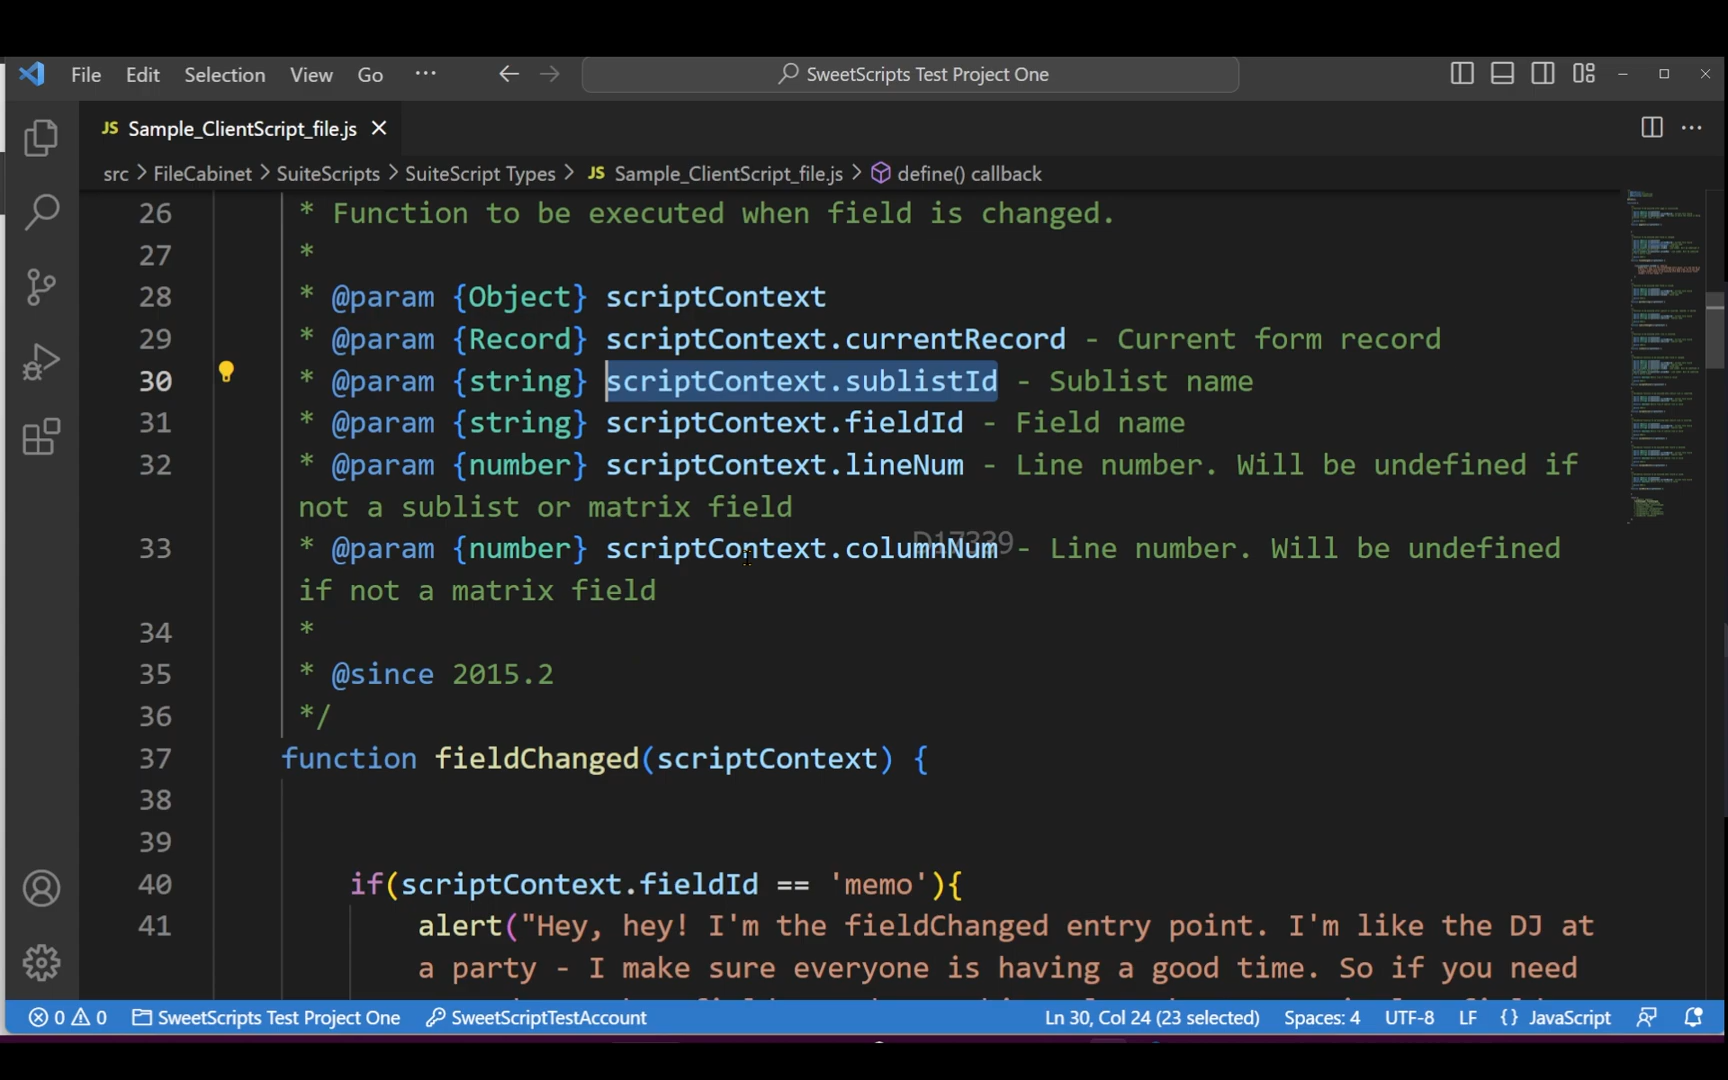 File Edit Selection View Go ··· SweetScripts Test Project One
JS Sample_ClientScript_file.js
src > FileCabinet > SuiteScripts > SuiteScript Types > JS Sample_ClientScript_file.js > define() callback
26 * Function to be executed when field is changed.
27 *
28 * @param {Object} scriptContext
29 * @param {Record} scriptContext.currentRecord - Current form record
30 * @param {string} scriptContext.sublistId - Sublist name
31 * @param {string} scriptContext.fieldId - Field name
32 * @param {number} scriptContext.lineNum - Line number. Will be undefined if
not a sublist or matrix field
33 * @param {number} scriptContext.columnNum - Line number. Will be undefined
D17339
if not a matrix field
34 *
35 * @since 2015.2
36 */
37 function fieldChanged(scriptContext) {
38
39
40 if(scriptContext.fieldId == 'memo'){
41 alert("Hey, hey! I'm the fieldChanged entry point. I'm like the DJ at
a party - I make sure everyone is having a good time. So if you need
0 0 SweetScripts Test Project One SweetScriptTestAccount Ln 30, Col 24 (23 selected) Spaces: 4 UTF-8 LF {} JavaScript